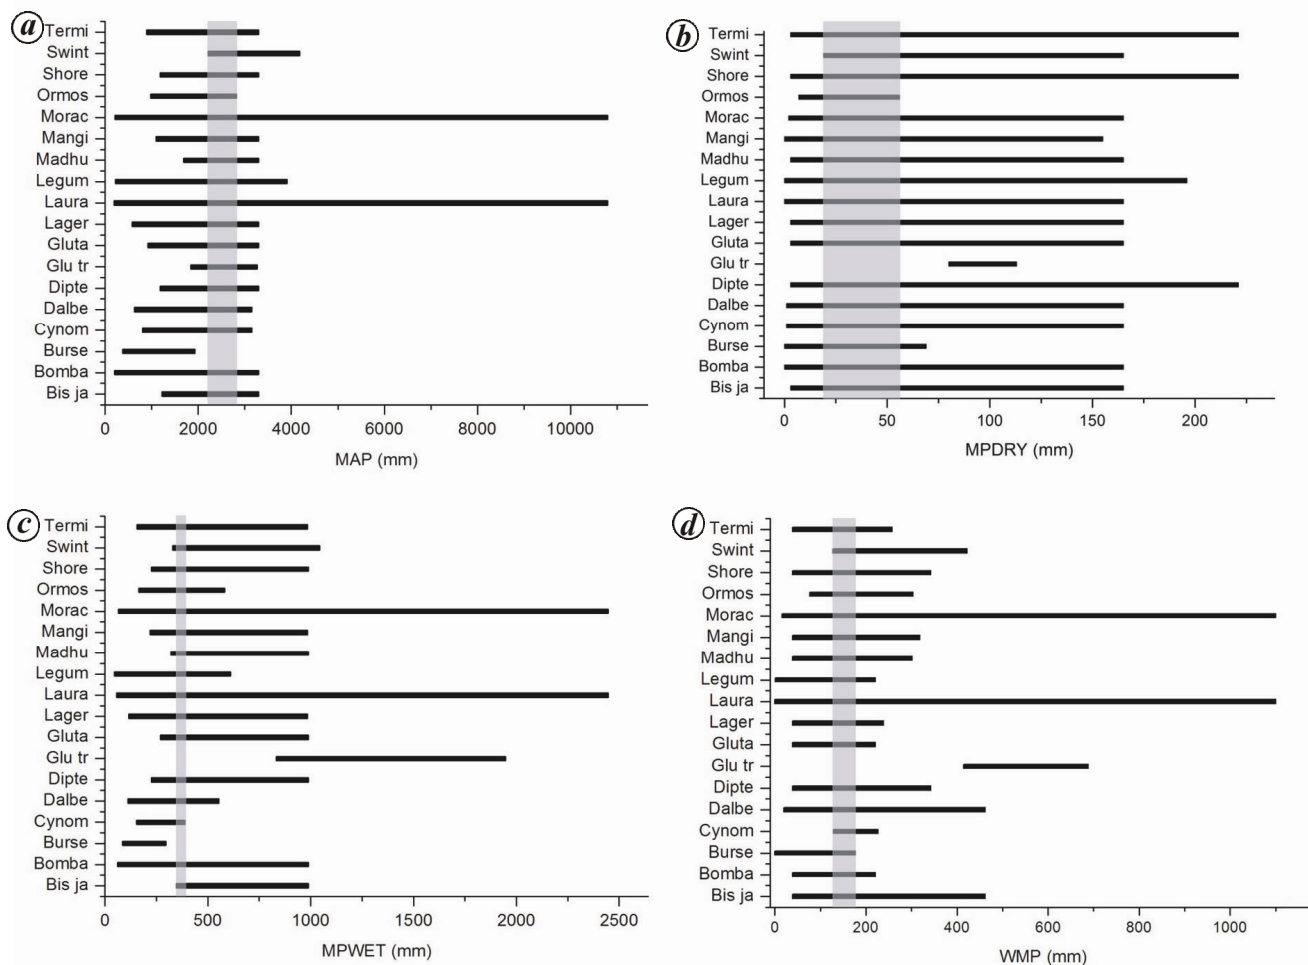 a
Termi
Swint
Shore
Ormos
Morac
Mangi
Madhu
Legum
Laura
Lager
Gluta
Glu tr
Dipte
Dalbe
Cynom
Burse
Bomba
Bis ja
0 2000 4000 6000 8000 10000
MAP (mm)
b
Termi
Swint
Shore
Ormos
Morac
Mangi
Madhu
Legum
Laura
Lager
Gluta
Glu tr
Dipte
Dalbe
Cynom
Burse
Bomba
Bis ja
0 50 100 150 200
MPDRY (mm)
c
Termi
Swint
Shore
Ormos
Morac
Mangi
Madhu
Legum
Laura
Lager
Gluta
Glu tr
Dipte
Dalbe
Cynom
Burse
Bomba
Bis ja
0 500 1000 1500 2000 2500
MPWET (mm)
d
Termi
Swint
Shore
Ormos
Morac
Mangi
Madhu
Legum
Laura
Lager
Gluta
Glu tr
Dipte
Dalbe
Cynom
Burse
Bomba
Bis ja
0 200 400 600 800 1000
WMP (mm)